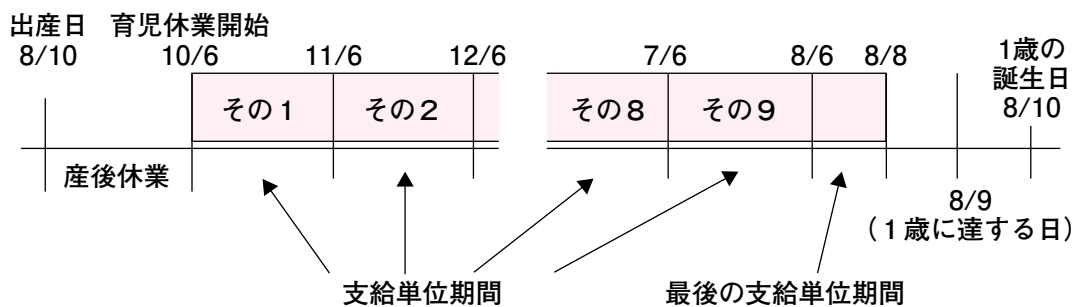 出産日 育児休業開始
8/10 10/6 11/6 12/6 7/6 8/6 8/8
1歳の
誕生日
8/10
その1 その2 その8 その9
産後休業
8/9
(1歳に達する日)
支給単位期間 最後の支給単位期間